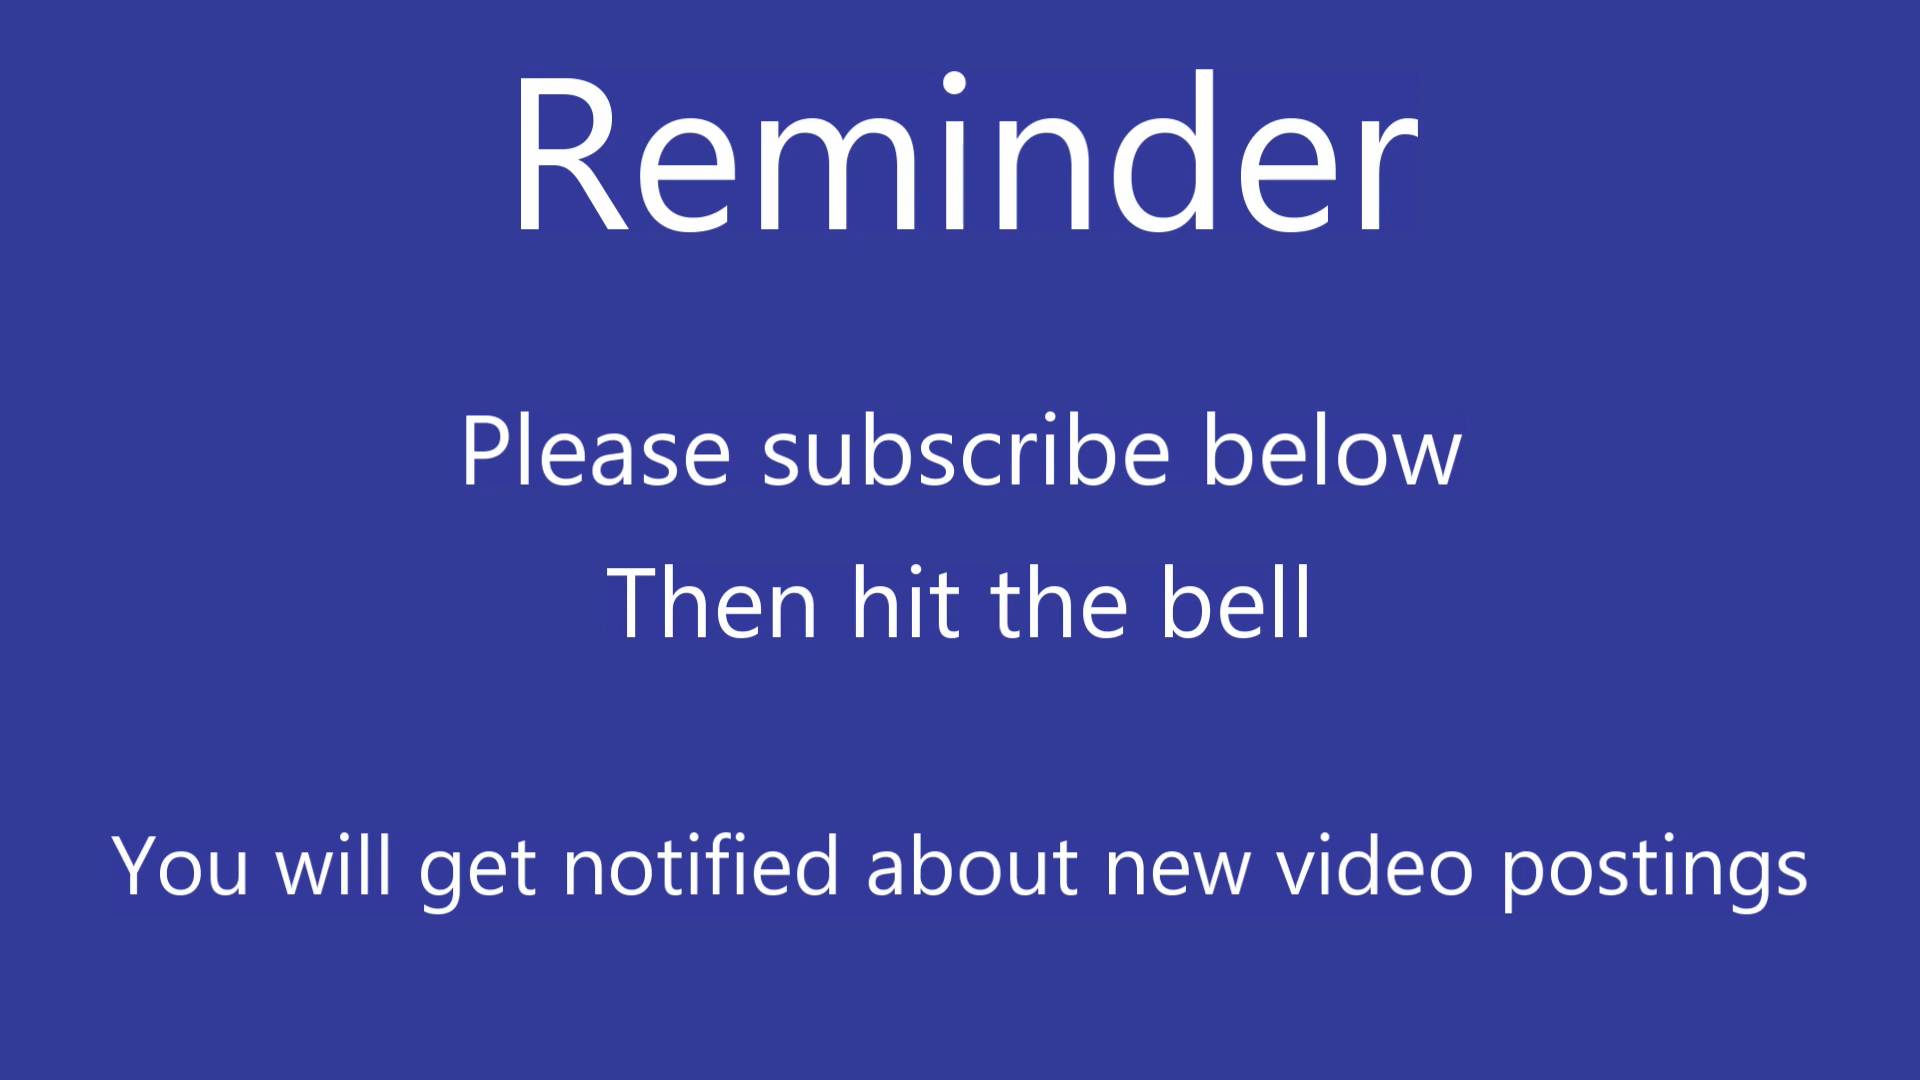 Reminder
Please subscribe below
Then hit the bell
You will get notified about new video postings